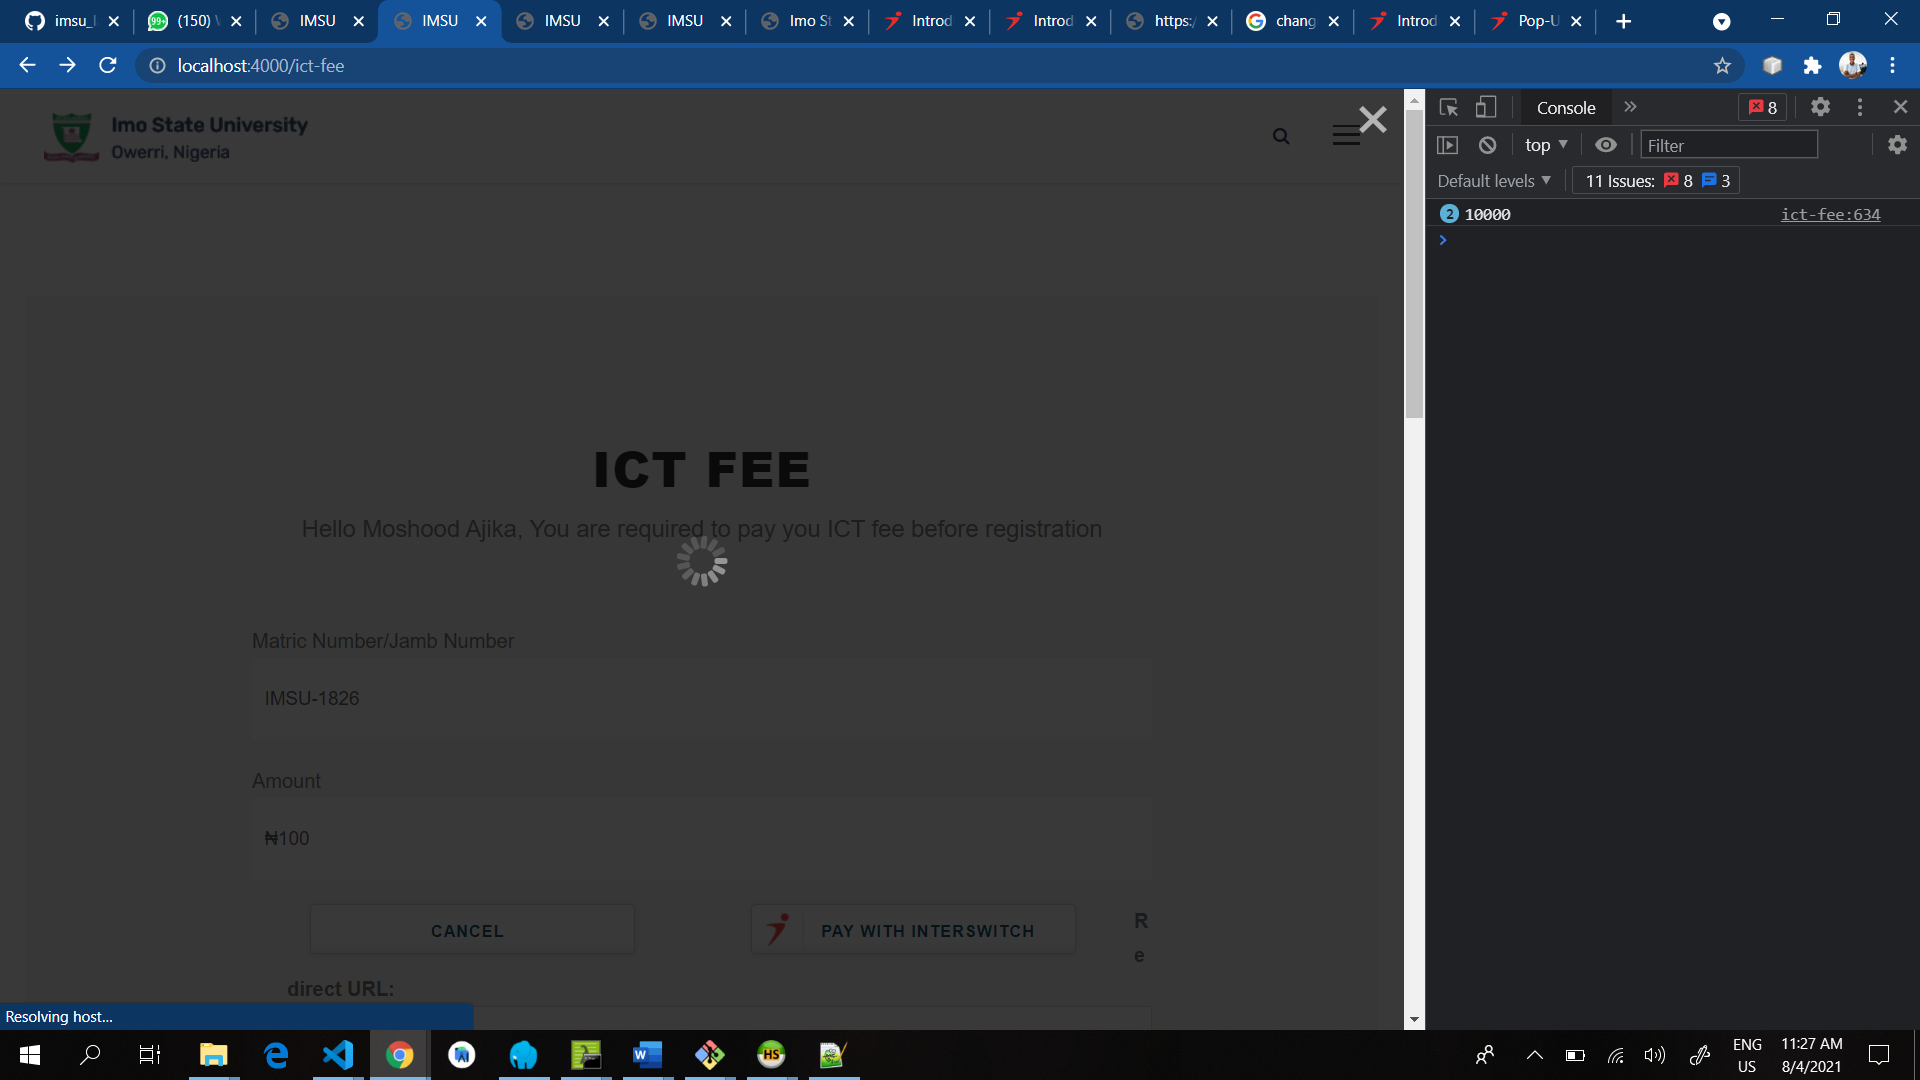 imsu_
(150) W
IMSU
IMSU
IMSU
IMSU
Imo St
Introd
Introd
https:/
chang
Introd
Pop-U
localhost:4000/ict-fee
Imo State University
Owerri, Nigeria
ICT FEE
Hello Moshood Ajika, You are required to pay you ICT fee before registration
Matric Number/Jamb Number
IMSU-1826
Amount
₦100
CANCEL
PAY WITH INTERSWITCH
R
e
direct URL:
Resolving host...
Console
8
top
Filter
Default levels
11 Issues: 8 3
2 10000 ict-fee:634
ENG
US
11:27 AM
8/4/2021